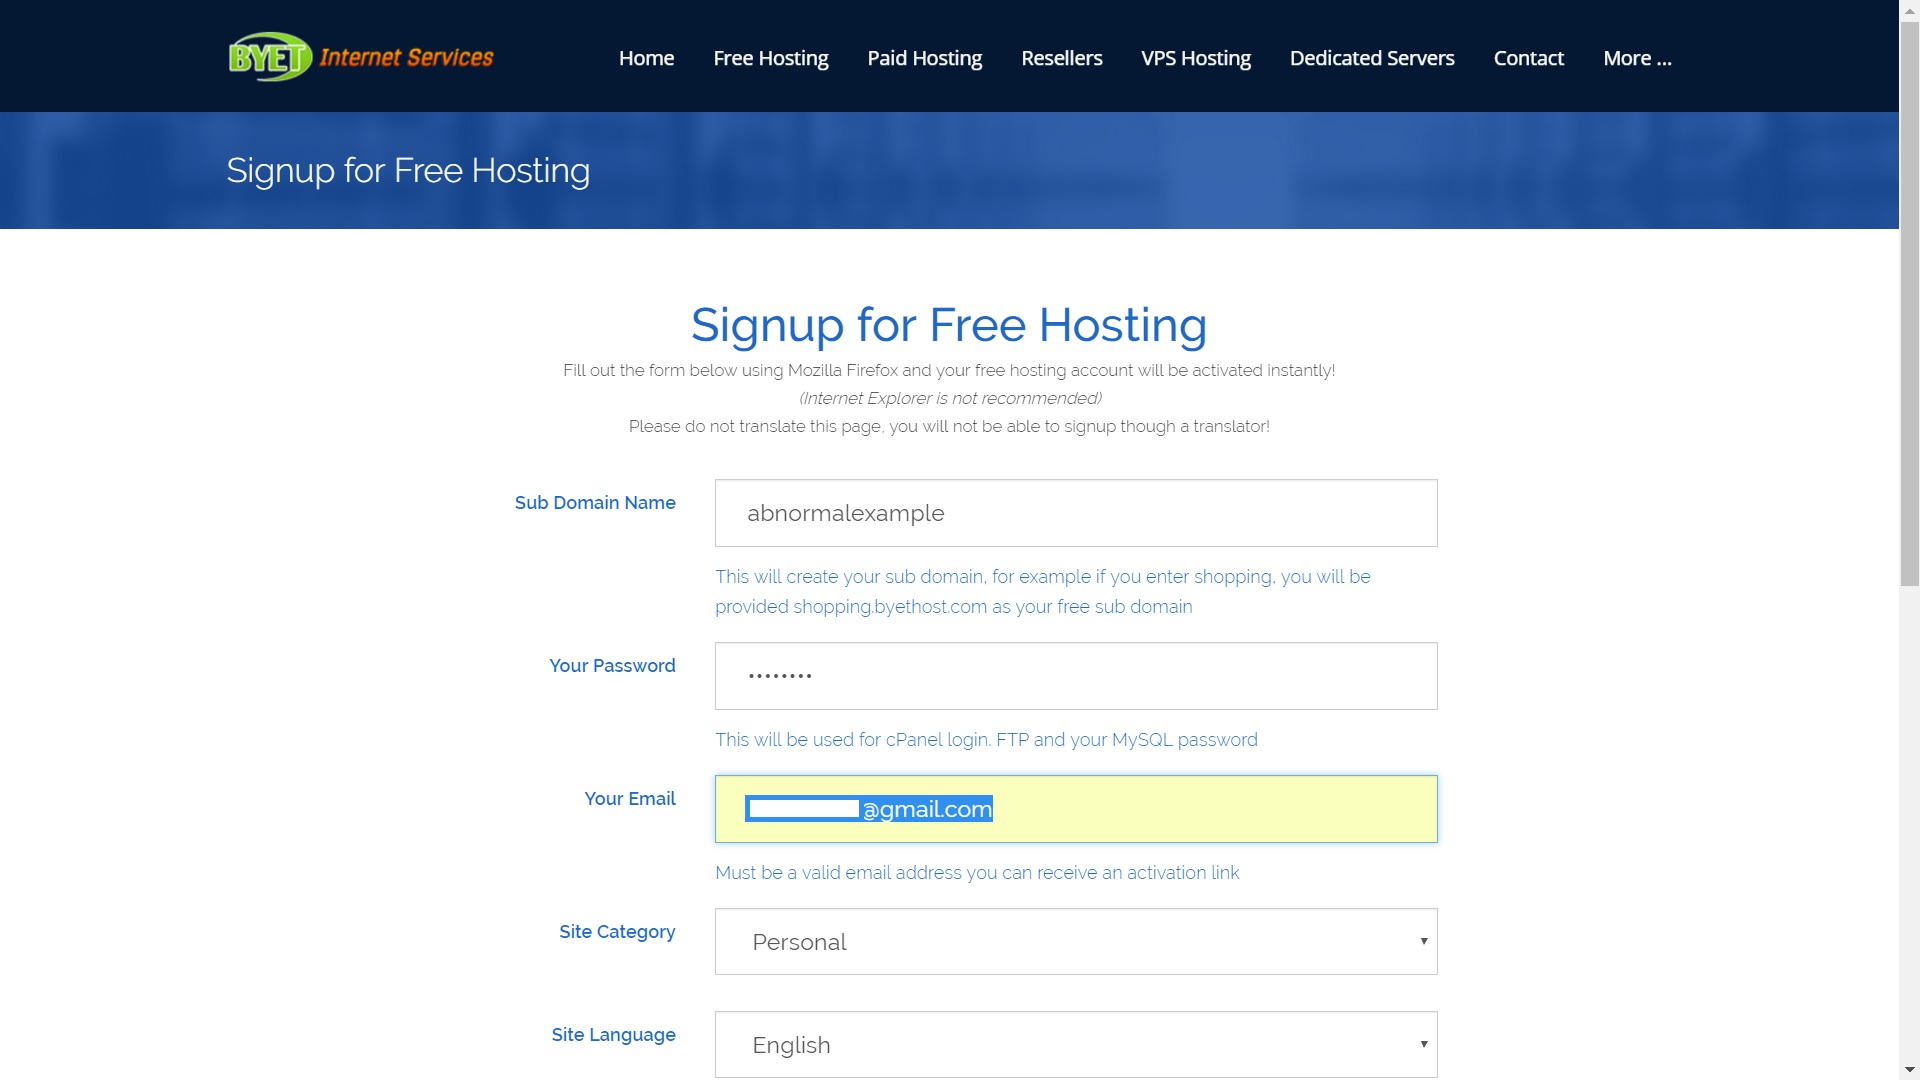 BYET Internet Services
Home Free Hosting Paid Hosting Resellers VPS Hosting Dedicated Servers Contact More ...
Signup for Free Hosting
Signup for Free Hosting
Fill out the form below using Mozilla Firefox and your free hosting account will be activated instantly!
(Internet Explorer is not recommended)
Please do not translate this page, you will not be able to signup though a translator!
Sub Domain Name
abnormalexample
This will create your sub domain, for example if you enter shopping, you will be
provided shopping.byethost.com as your free sub domain
Your Password
••••••••
This will be used for cPanel login. FTP and your MySQL password
Your Email
@gmail.com
Must be a valid email address you can receive an activation link
Site Category
Personal
Site Language
English